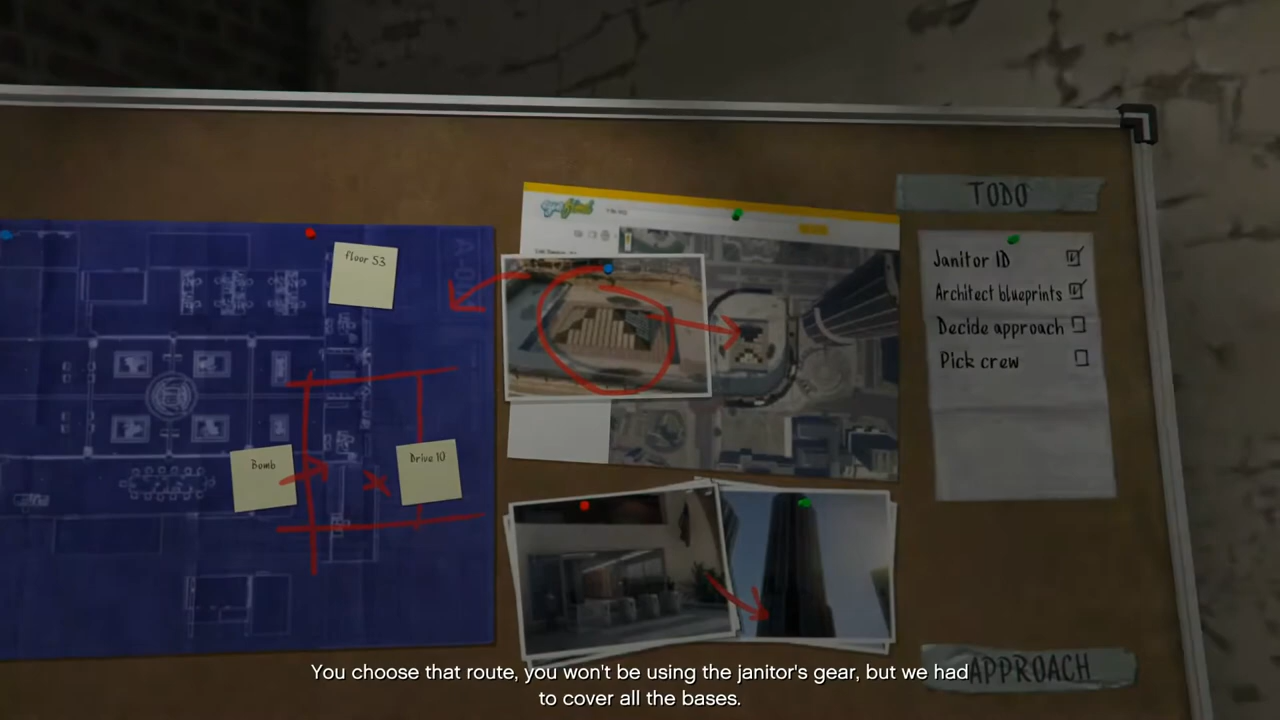 TODO
floor 53
eyefind
Janitor ID
Architect blueprints
Decide approach
Pick crew
Bomb
Drive 10
APPROACH
You choose that route, you won't be using the janitor's gear, but we had
to cover all the bases.